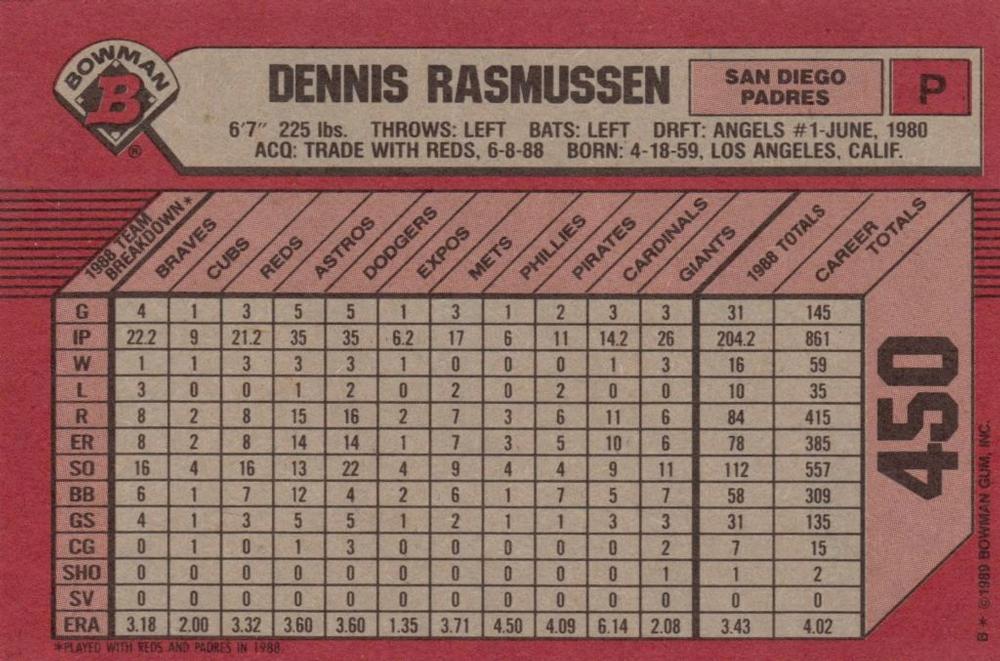 BOWMAN
B
®
DENNIS RASMUSSEN
SAN DIEGO
PADRES
P
6'7" 225 lbs. THROWS: LEFT BATS: LEFT DRFT: ANGELS #1-JUNE, 1980
ACQ: TRADE WITH REDS, 6-8-88 BORN: 4-18-59, LOS ANGELES, CALIF.
1988 TEAM BREAKDOWN* BRAVES CUBS REDS ASTROS DODGERS EXPOS METS PHILLIES PIRATES CARDINALS GIANTS 1988 TOTALS CAREER TOTALS
G 4 1 3 5 5 1 3 1 2 3 3 31 145
IP 22.2 9 21.2 35 35 6.2 17 6 11 14.2 26 204.2 861
W 1 1 3 3 3 1 0 0 0 1 3 16 59
L 3 0 0 1 2 0 2 0 2 0 0 10 35
R 8 2 8 15 16 2 7 3 6 11 6 84 415
ER 8 2 8 14 14 1 7 3 5 10 6 78 385
SO 16 4 16 13 22 4 9 4 4 9 11 112 557
BB 6 1 7 12 4 2 6 1 7 5 7 58 309
GS 4 1 3 5 5 1 2 1 1 3 3 31 135
CG 0 1 0 1 3 0 0 0 0 0 2 7 15
SHO 0 0 0 0 0 0 0 0 0 0 1 1 2
SV 0 0 0 0 0 0 0 0 0 0 0 0 0
ERA 3.18 2.00 3.32 3.60 3.60 1.35 3.71 4.50 4.09 6.14 2.08 3.43 4.02
*PLAYED WITH REDS AND PADRES IN 1988.
450
B* ©1989 BOWMAN GUM, INC.